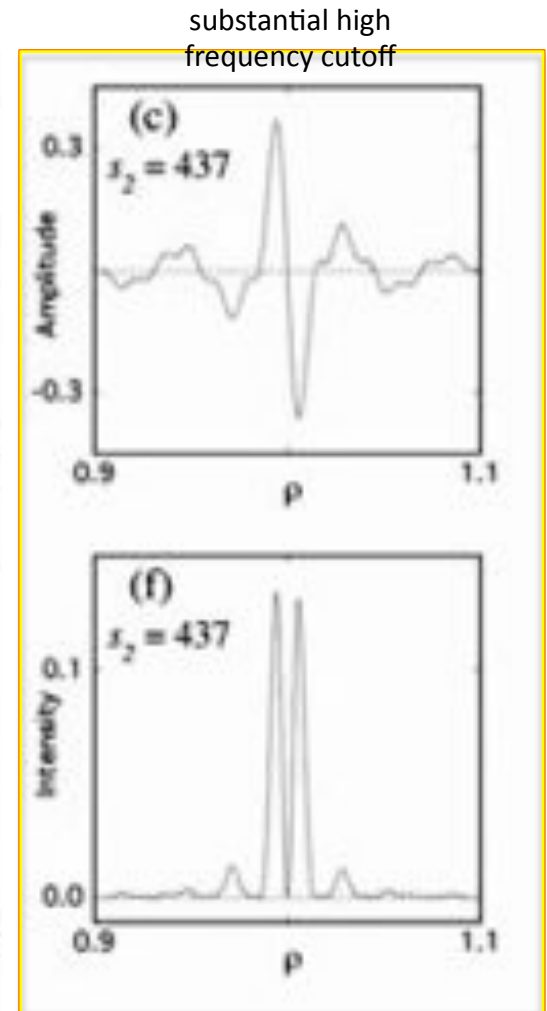 substantial high
frequency cutoff
(c)
s2 = 437
0.3
Amplitude
-0.3
0.9
1.1
ρ
(f)
s2 = 437
0.1
Intensity
0.0
0.9
1.1
ρ